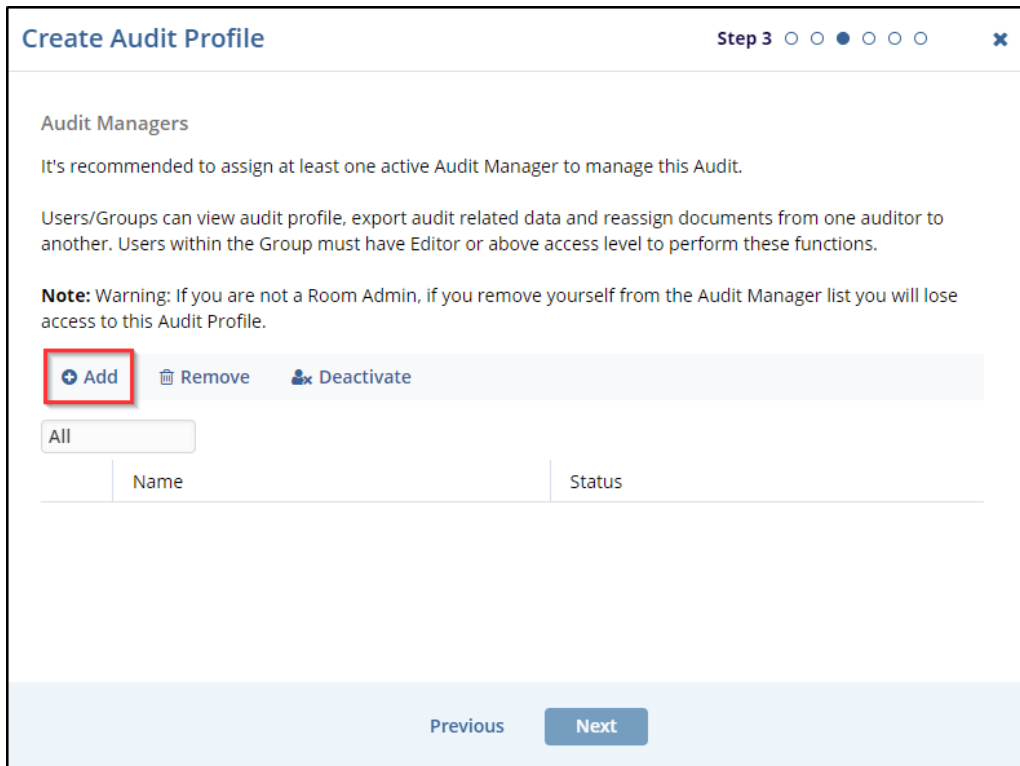 Create Audit Profile
Step 3
Audit Managers
It's recommended to assign at least one active Audit Manager to manage this Audit.
Users/Groups can view audit profile, export audit related data and reassign documents from one auditor to
another. Users within the Group must have Editor or above access level to perform these functions.
Note: Warning: If you are not a Room Admin, if you remove yourself from the Audit Manager list you will lose
access to this Audit Profile.
Add Remove Deactivate
All
Name Status
Previous Next